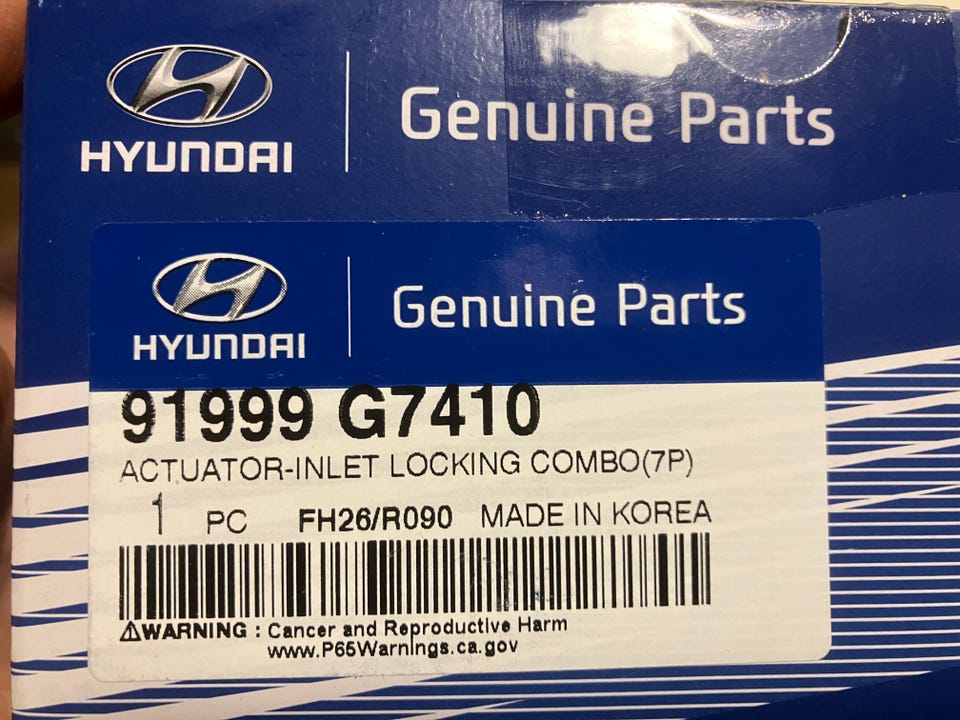 HYUNDAI
Genuine Parts
HYUNDAI
Genuine Parts
91999 G7410
ACTUATOR-INLET LOCKING COMBO(7P)
1 PC FH26/R090 MADE IN KOREA
⚠WARNING : Cancer and Reproductive Harm
www.P65Warnings.ca.gov